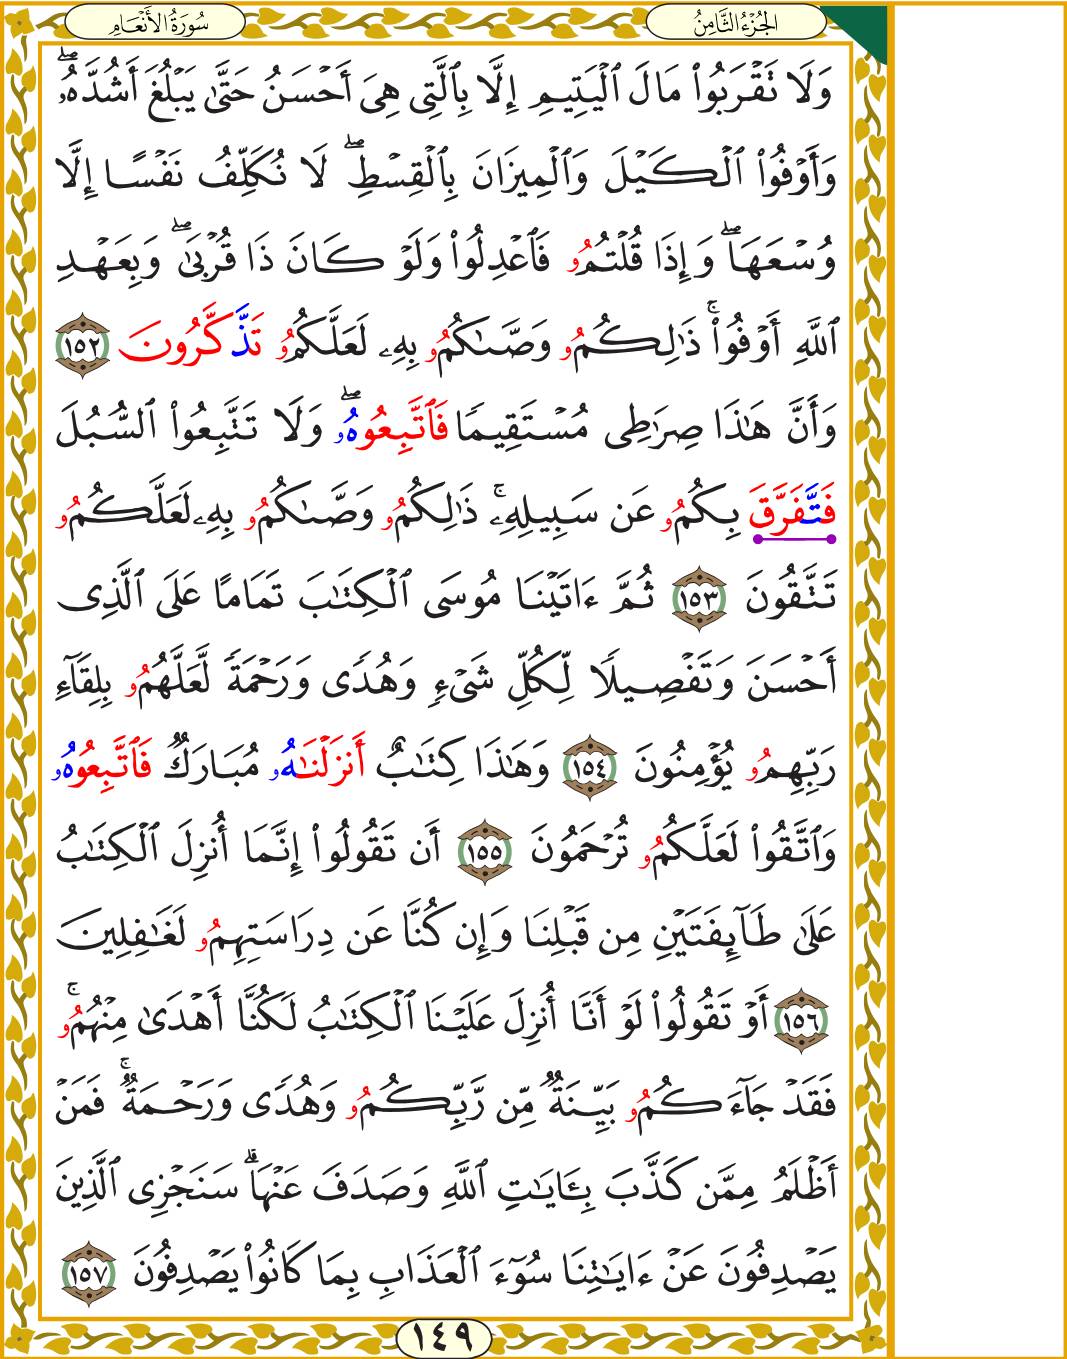 سُورَةُ الأَنْعَامِ
الجُزْءُ الثَّامِنُ
وَلَا تَقْرَبُوا۟ مَالَ ٱلْيَتِيمِ إِلَّا بِٱلَّتِى هِىَ أَحْسَنُ حَتَّىٰ يَبْلُغَ أَشُدَّهُۥۖ
وَأَوْفُوا۟ ٱلْكَيْلَ وَٱلْمِيزَانَ بِٱلْقِسْطِۖ لَا نُكَلِّفُ نَفْسًا إِلَّا
وُسْعَهَاۖ وَإِذَا قُلْتُمُۥ فَٱعْدِلُوا۟ وَلَوْ كَانَ ذَا قُرْبَىٰۖ وَبِعَهْدِ
ٱللَّهِ أَوْفُوا۟ۚ ذَٰلِكُمُۥ وَصَّىٰكُمُۥ بِهِۦ لَعَلَّكُمُۥ تَذَّكَّرُونَ ١٥٢
وَأَنَّ هَٰذَا صِرَٰطِى مُسْتَقِيمًا فَٱتَّبِعُوهُۥۖ وَلَا تَتَّبِعُوا۟ ٱلسُّبُلَ
فَتَّفَرَّقَ بِكُمُۥ عَن سَبِيلِهِۦۚ ذَٰلِكُمُۥ وَصَّىٰكُمُۥ بِهِۦ لَعَلَّكُمُۥ
تَتَّقُونَ ١٥٣ ثُمَّ ءَاتَيْنَا مُوسَى ٱلْكِتَٰبَ تَمَامًا عَلَى ٱلَّذِى
أَحْسَنَ وَتَفْصِيلًا لِّكُلِّ شَىْءٍ وَهُدًى وَرَحْمَةً لَّعَلَّهُمُۥ بِلِقَآءِ
رَبِّهِمُۥ يُؤْمِنُونَ ١٥٤ وَهَٰذَا كِتَٰبٌ أَنزَلْنَٰهُۥ مُبَارَكٌ فَٱتَّبِعُوهُۥ
وَٱتَّقُوا۟ لَعَلَّكُمُۥ تُرْحَمُونَ ١٥٥ أَن تَقُولُوا۟ إِنَّمَا أُنزِلَ ٱلْكِتَٰبُ
عَلَىٰ طَآئِفَتَيْنِ مِن قَبْلِنَا وَإِن كُنَّا عَن دِرَاسَتِهِمُۥ لَغَٰفِلِينَ
١٥٦ أَوْ تَقُولُوا۟ لَوْ أَنَّا أُنزِلَ عَلَيْنَا ٱلْكِتَٰبُ لَكُنَّا أَهْدَىٰ مِنْهُمُۥۚ
فَقَدْ جَآءَكُمُۥ بَيِّنَةٌ مِّن رَّبِّكُمُۥ وَهُدًى وَرَحْمَةٌۚ فَمَنْ
أَظْلَمُ مِمَّن كَذَّبَ بِـَٔايَٰتِ ٱللَّهِ وَصَدَفَ عَنْهَاۗ سَنَجْزِى ٱلَّذِينَ
يَصْدِفُونَ عَنْ ءَايَٰتِنَا سُوٓءَ ٱلْعَذَابِ بِمَا كَانُوا۟ يَصْدِفُونَ ١٥٧
١٤٩